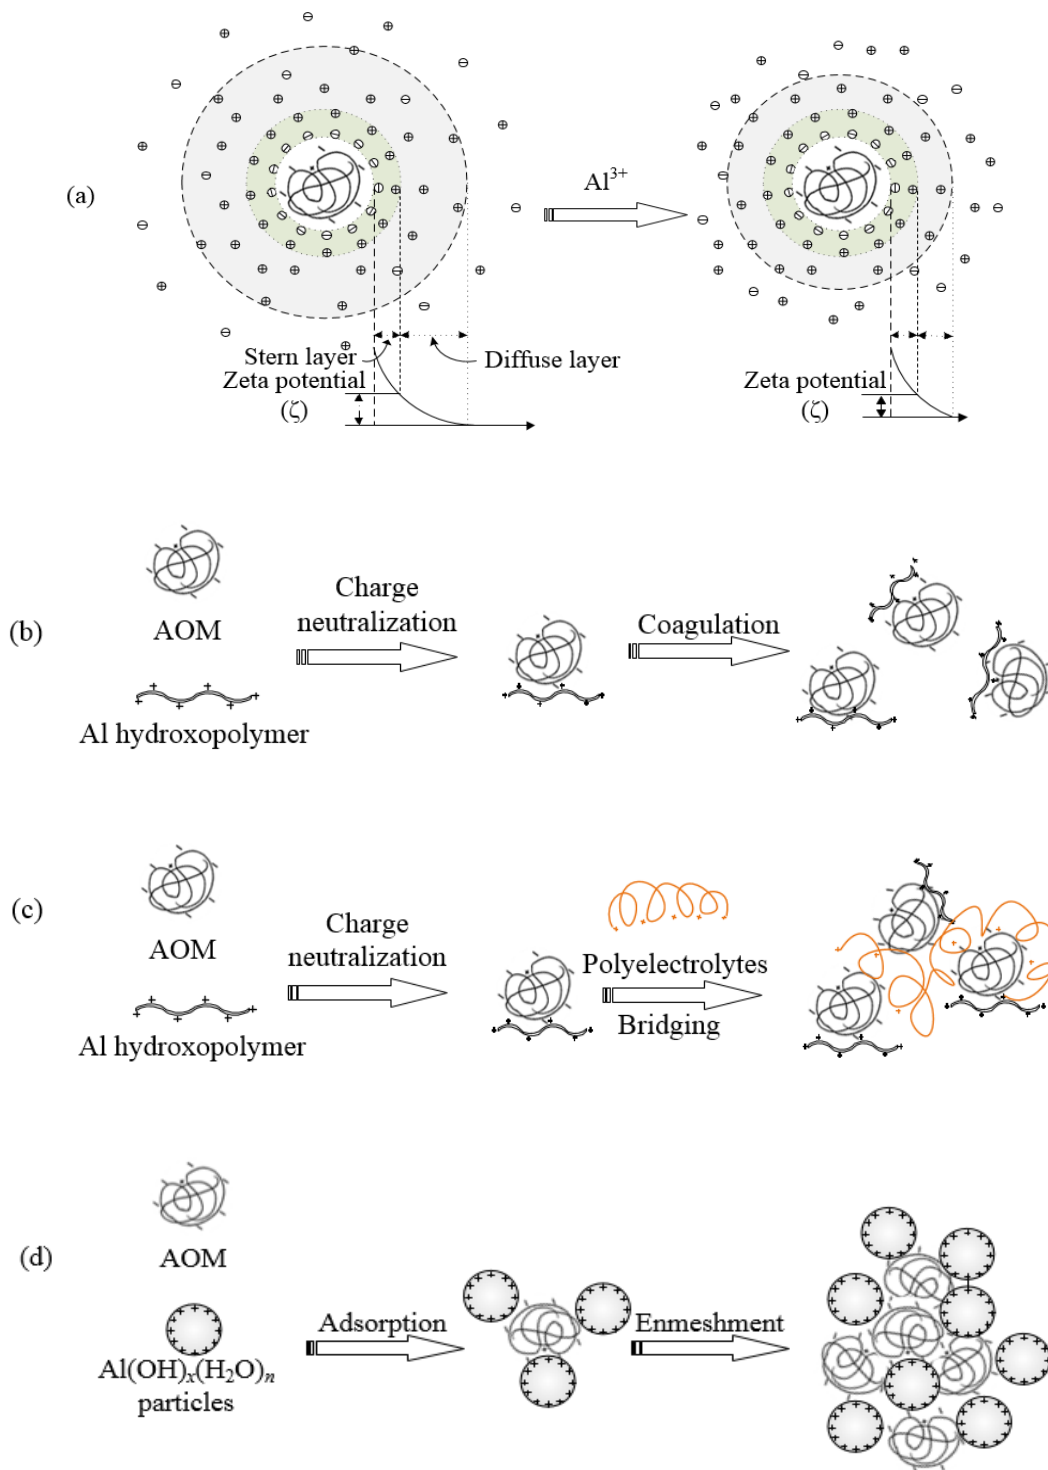 (a)
Al³⁺
Stern layer
Diffuse layer
Zeta potential
(ζ)
Zeta potential
(ζ)
(b)
AOM
Al hydroxopolymer
Charge
neutralization
Coagulation
(c)
AOM
Al hydroxopolymer
Charge
neutralization
Polyelectrolytes
Bridging
(d)
AOM
Al(OH)ₓ(H₂O)ₙ
particles
Adsorption
Enmeshment